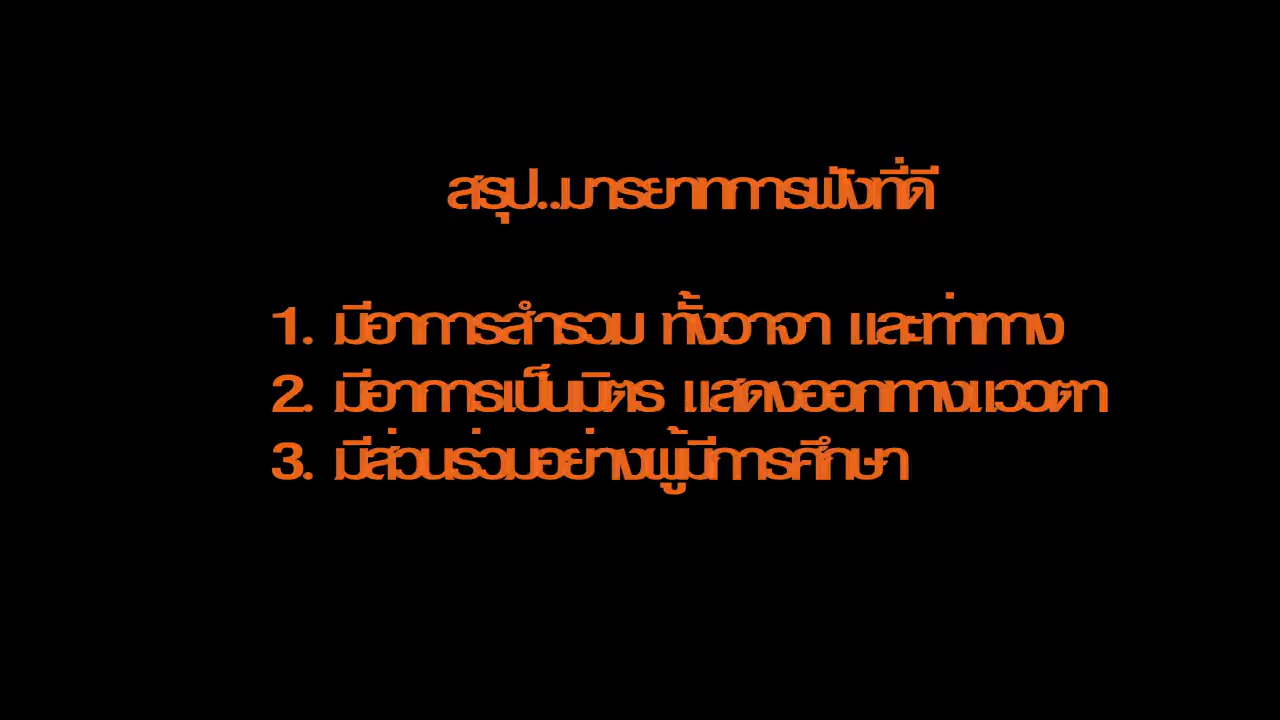 สรุป..มารยาทการฟังที่ดี
1. มีอาการสำรวม ทั้งวาจา และท่าทาง
2. มีอาการเป็นมิตร แสดงออกทางแววตา
3. มีส่วนร่วมอย่างผู้มีการศึกษา